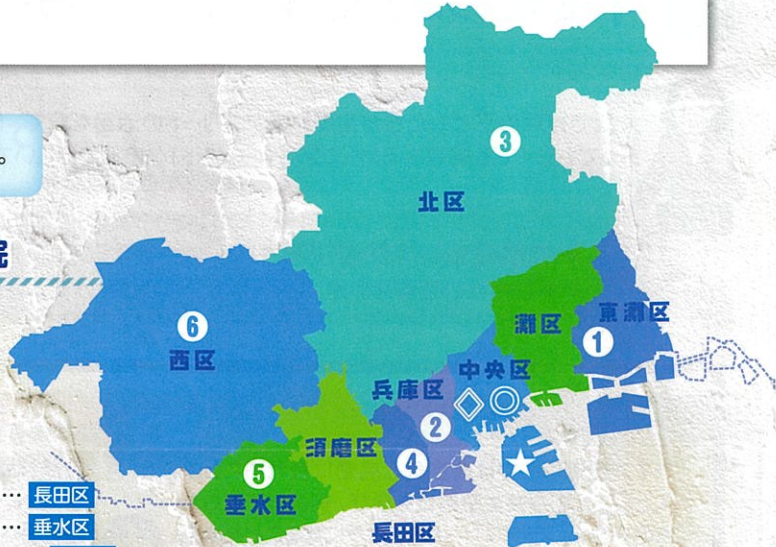 。
院
③
北区
⑥
西区
灘区
東灘区
①
兵庫区
中央区
②
須磨区
④
⑤
垂水区
長田区
… 長田区
… 垂水区